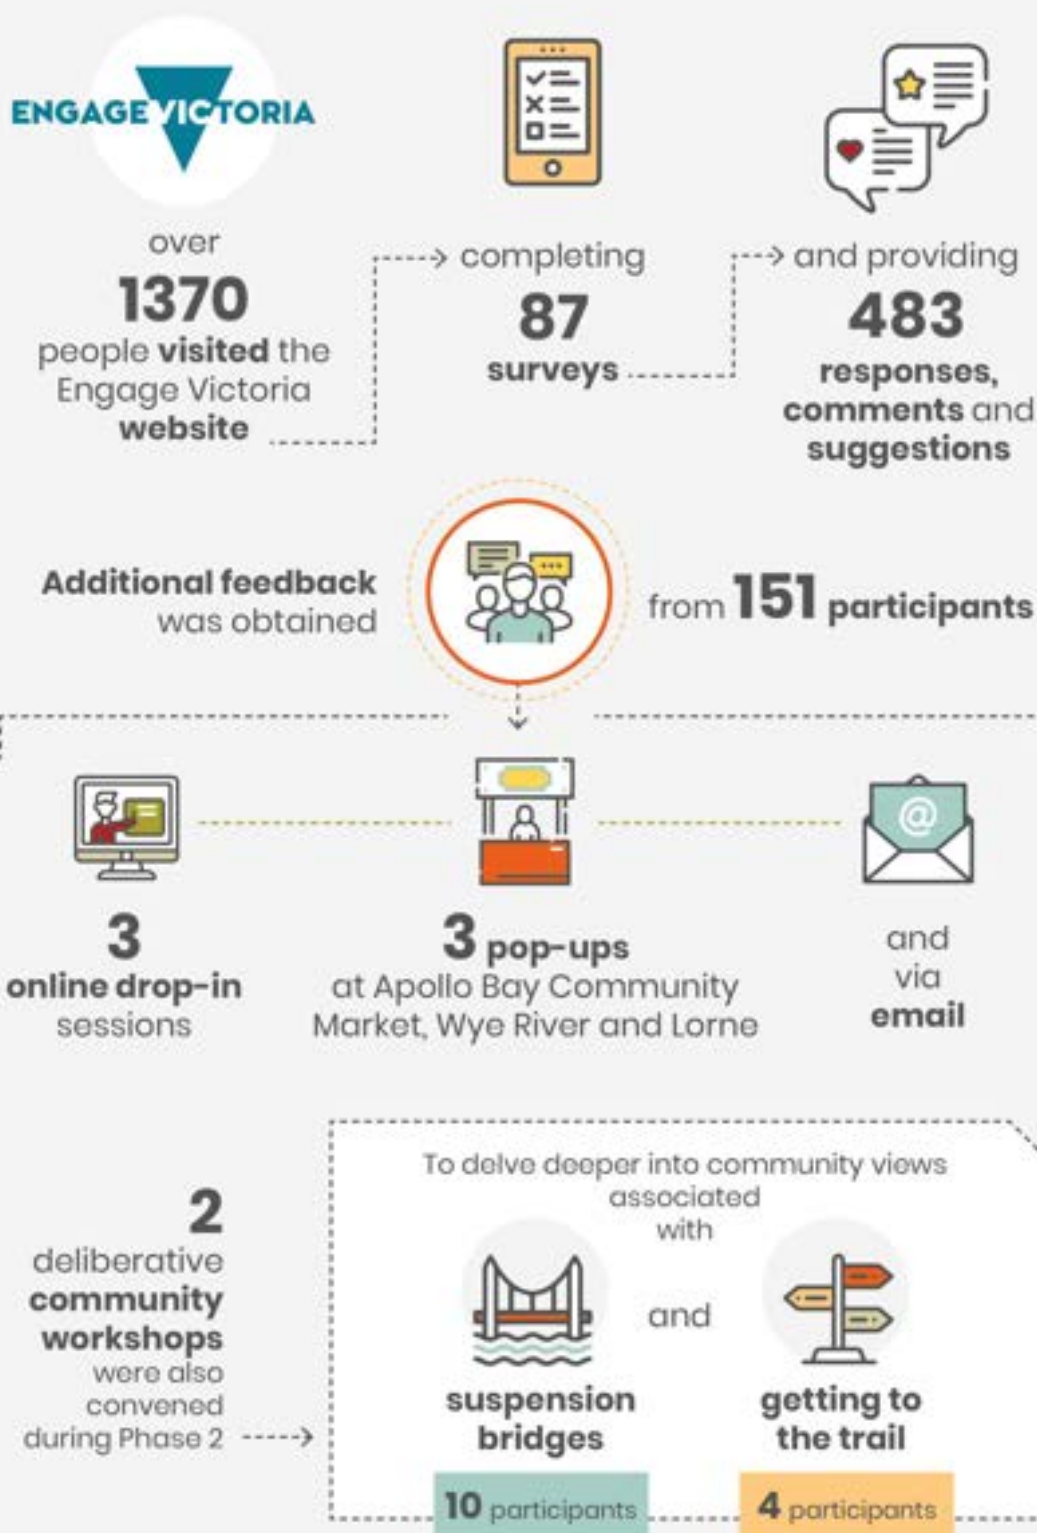 ENGAGE VICTORIA
over
1370
people visited the
Engage Victoria
website
completing
87
surveys
and providing
483
responses,
comments and
suggestions
Additional feedback
was obtained
from 151 participants
3
online drop-in
sessions
3 pop-ups
at Apollo Bay Community
Market, Wye River and Lorne
@
and
via
email
2
deliberative
community
workshops
were also
convened
during Phase 2
To delve deeper into community views
associated
with
suspension
bridges
10 participants
and
getting to
the trail
4 participants